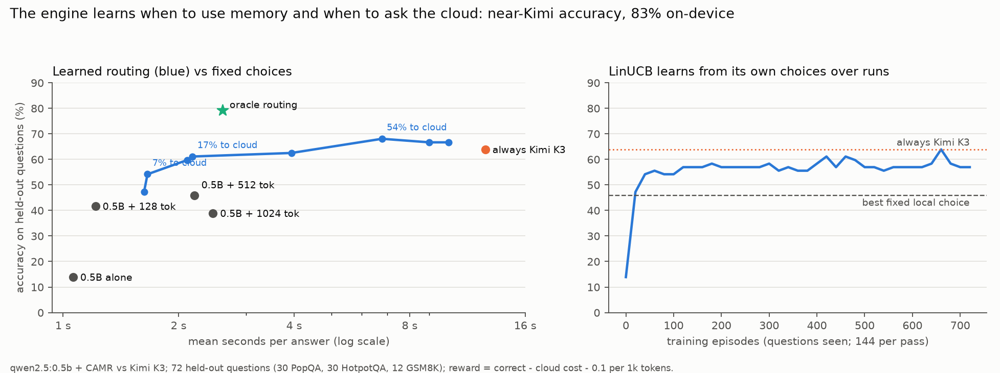 The engine learns when to use memory and when to ask the cloud: near-Kimi accuracy, 83% on-device
Learned routing (blue) vs fixed choices
accuracy on held-out questions (%)
90
80
70
60
50
40
30
20
10
0
oracle routing
54% to cloud
17% to cloud
always Kimi K3
7% to cloud
0.5B + 512 tok
0.5B + 128 tok
0.5B + 1024 tok
0.5B alone
1 s
2 s
4 s
8 s
16 s
mean seconds per answer (log scale)
LinUCB learns from its own choices over runs
90
80
70
60
50
40
30
20
10
0
always Kimi K3
best fixed local choice
0
100
200
300
400
500
600
700
training episodes (questions seen; 144 per pass)
qwen2.5:0.5b + CAMR vs Kimi K3; 72 held-out questions (30 PopQA, 30 HotpotQA, 12 GSM8K); reward = correct - cloud cost - 0.1 per 1k tokens.